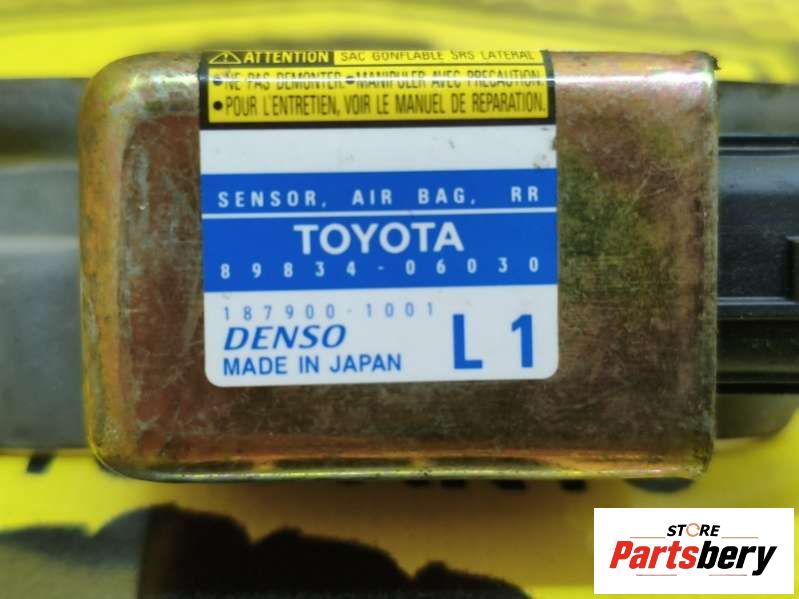 ATTENTION SAC GONFLABLE SRS LATERAL
• NE PAS DEMONTER. • MANIPULER AVEC PRECAUTION.
• POUR L'ENTRETIEN, VOIR LE MANUEL DE REPARATION.
SENSOR, AIR BAG, RR
TOYOTA
89834-06030
187900-1001
DENSO
L 1
MADE IN JAPAN
STORE
Partsbery